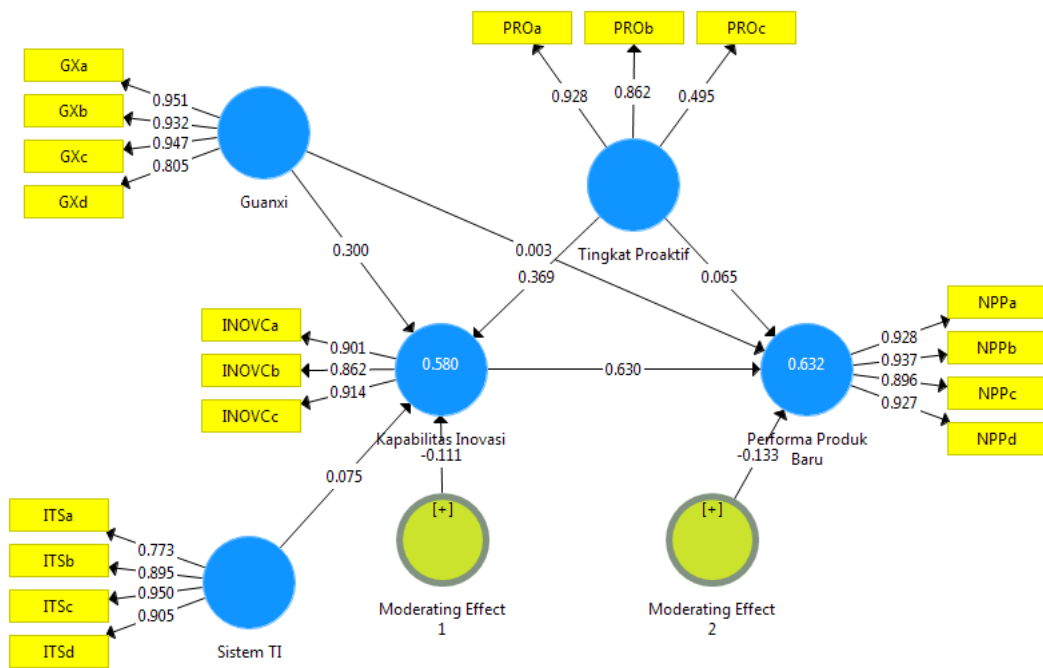 PROa
PROb
PROc
0.928
0.862
0.495
Tingkat Proaktif
GXa
GXb
GXc
GXd
0.951
0.932
0.947
0.805
Guanxi
0.300
0.003
0.369
0.065
INOVCa
INOVCb
INOVCc
0.901
0.862
0.914
0.580
Kapabilitas Inovasi
0.630
0.632
Performa Produk
Baru
0.928
0.937
0.896
0.927
NPPa
NPPb
NPPc
NPPd
0.075
-0.111
-0.133
ITSa
ITSb
ITSc
ITSd
0.773
0.895
0.950
0.905
Sistem TI
[+]
Moderating Effect
1
[+]
Moderating Effect
2